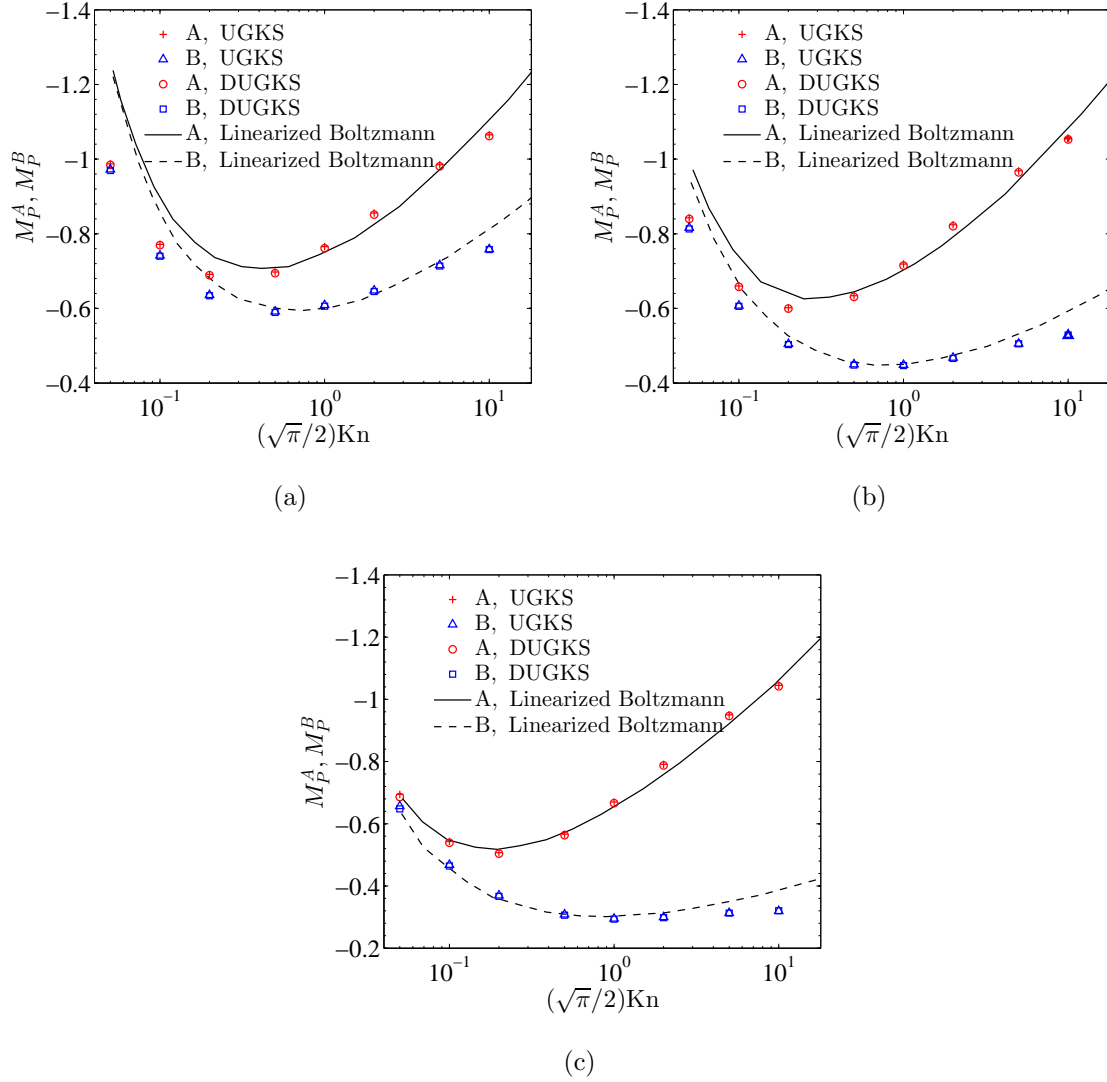 −1.4
−1.2
−1
−0.8
−0.6
−0.4
M_P^A, M_P^B
A, UGKS
B, UGKS
A, DUGKS
B, DUGKS
A, Linearized Boltzmann
B, Linearized Boltzmann
10^{−1} 10^0 10^1
(√π/2)Kn
(a)
−1.4
−1.2
−1
−0.8
−0.6
−0.4
M_P^A, M_P^B
A, UGKS
B, UGKS
A, DUGKS
B, DUGKS
A, Linearized Boltzmann
B, Linearized Boltzmann
10^{−1} 10^0 10^1
(√π/2)Kn
(b)
−1.4
−1.2
−1
−0.8
−0.6
−0.4
−0.2
M_P^A, M_P^B
A, UGKS
B, UGKS
A, DUGKS
B, DUGKS
A, Linearized Boltzmann
B, Linearized Boltzmann
10^{−1} 10^0 10^1
(√π/2)Kn
(c)